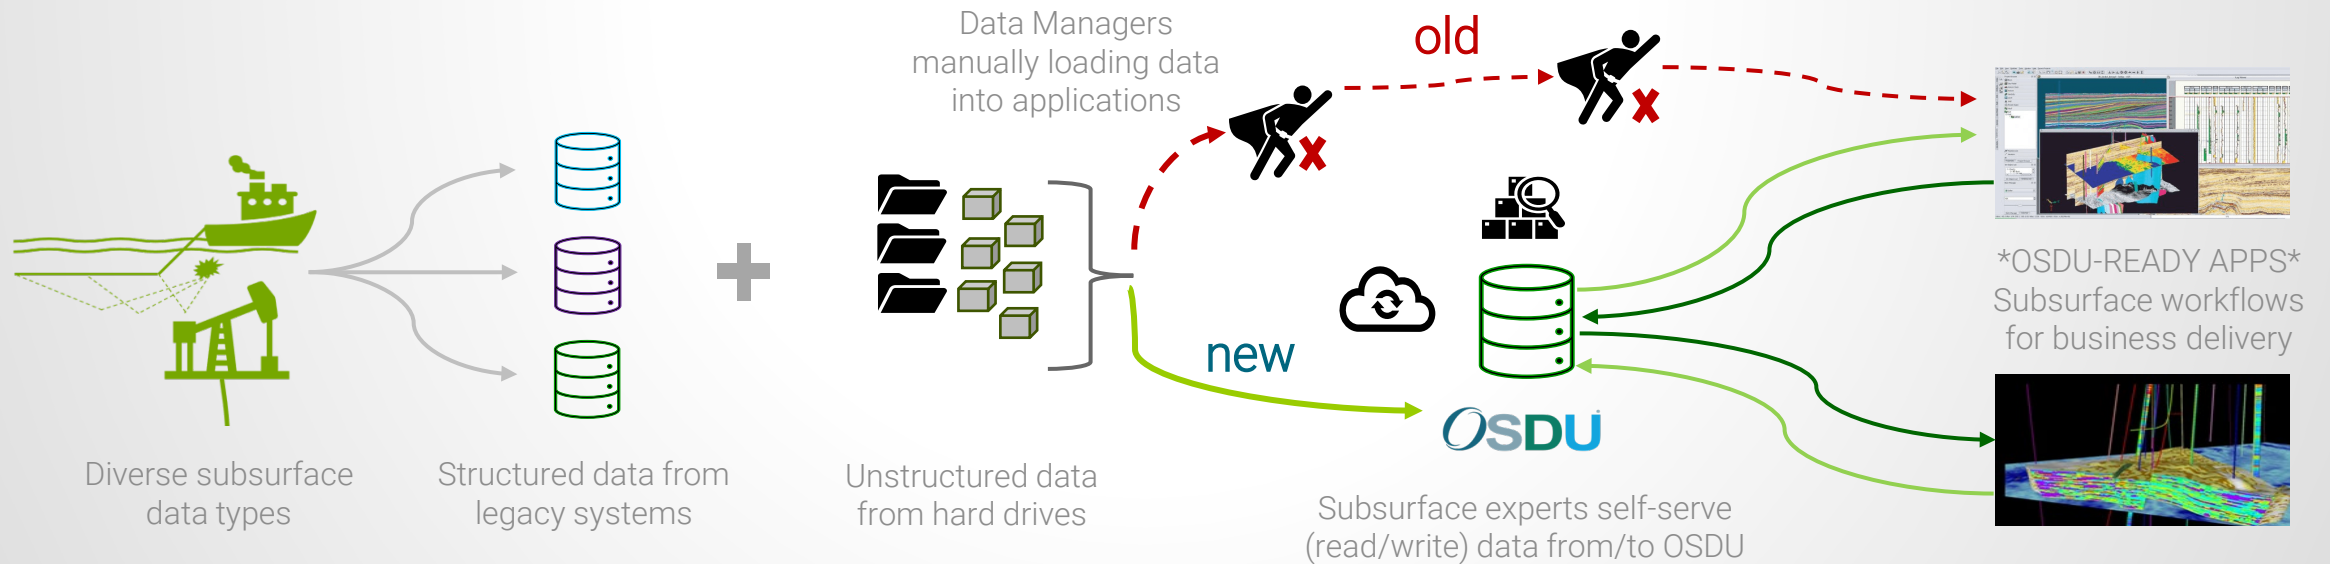 Data Managers
manually loading data
into applications
old
new
*OSDU-READY APPS*
Subsurface workflows
for business delivery
OSDU
Diverse subsurface
data types
Structured data from
legacy systems
Unstructured data
from hard drives
Subsurface experts self-serve
(read/write) data from/to OSDU